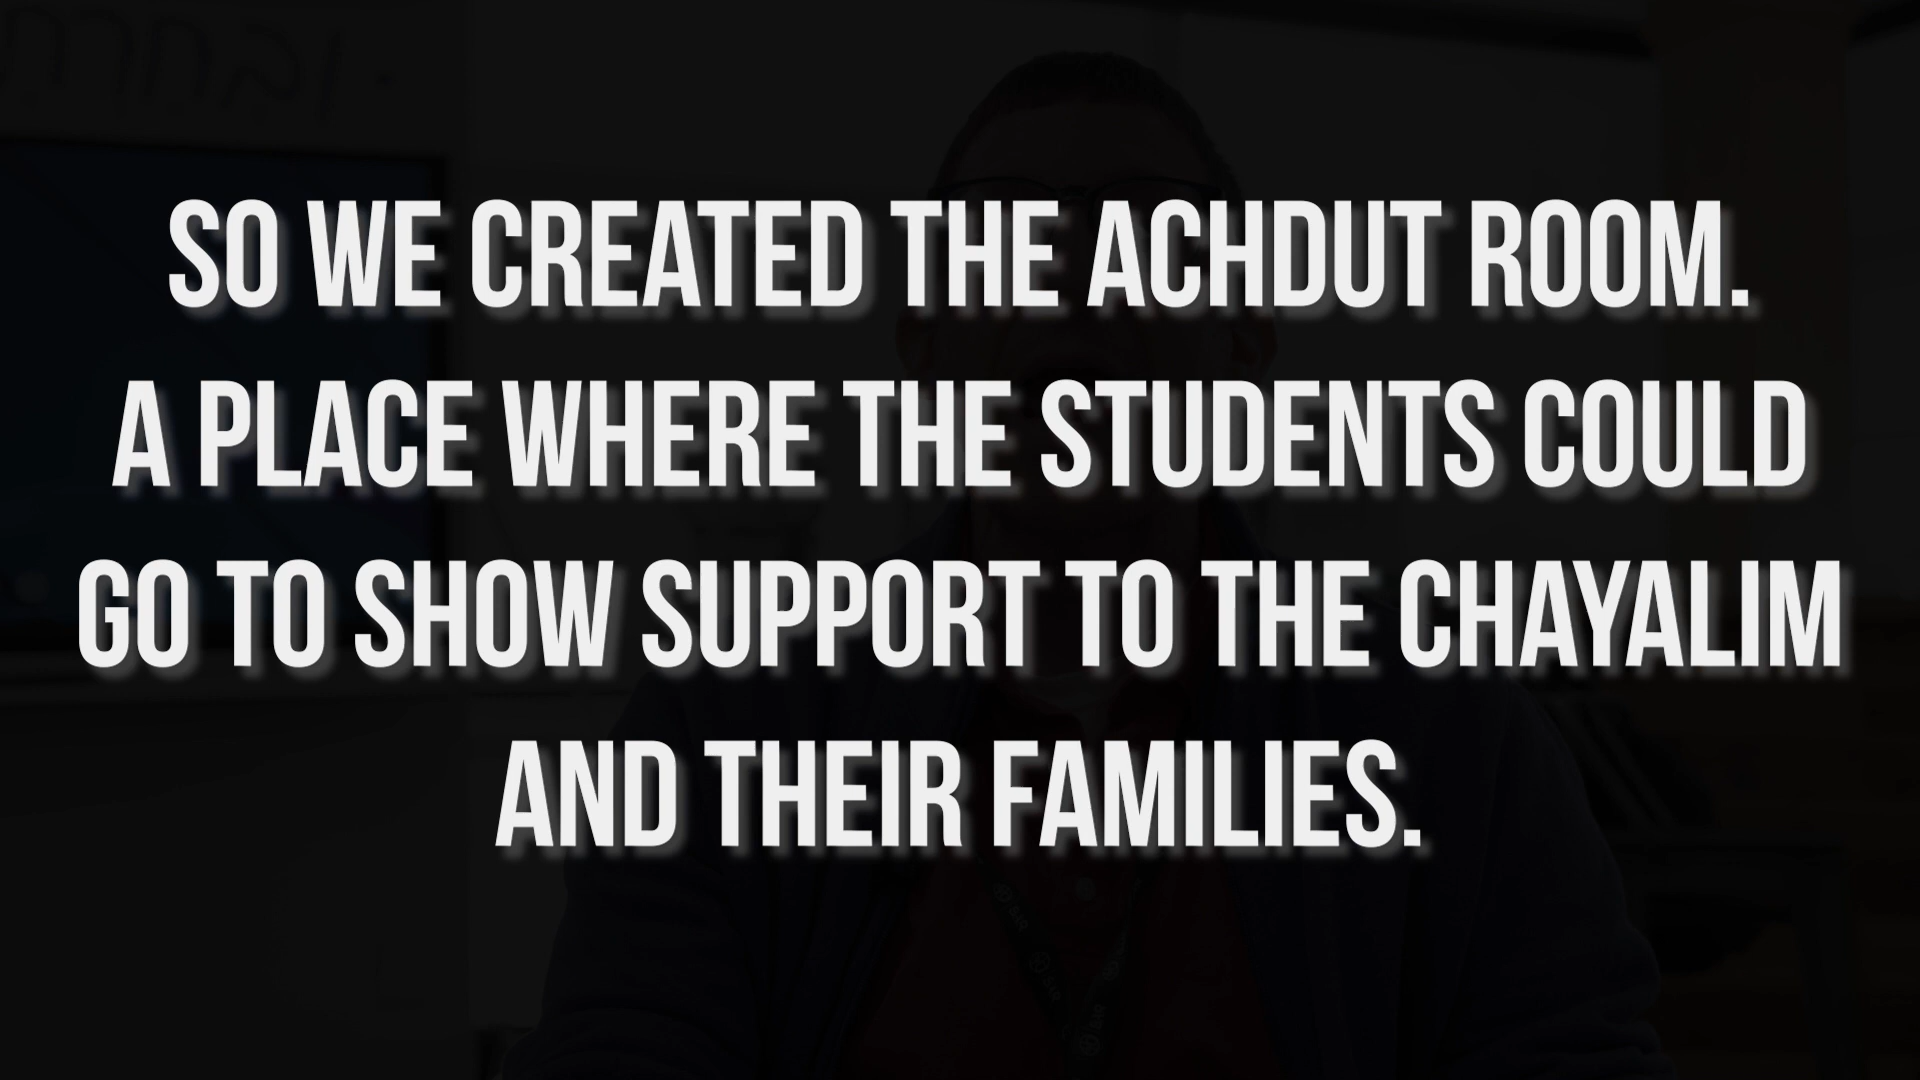 SO WE CREATED THE ACHDUT ROOM.
A PLACE WHERE THE STUDENTS COULD
GO TO SHOW SUPPORT TO THE CHAYALIM
AND THEIR FAMILIES.